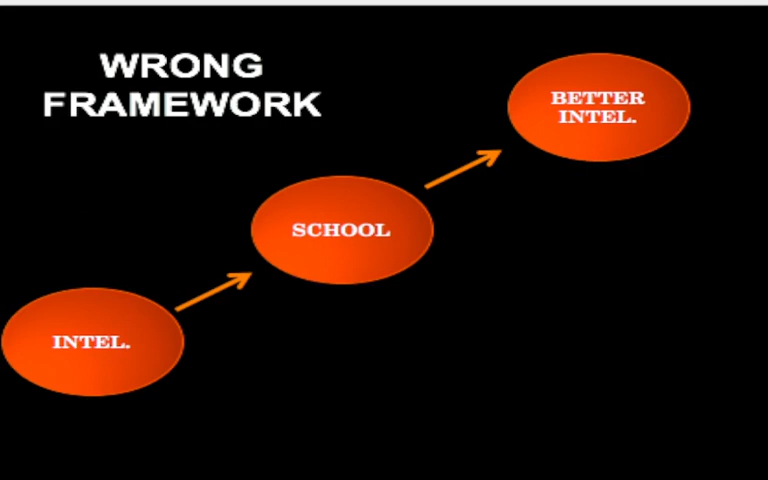 WRONG
FRAMEWORK
BETTER
INTEL.
SCHOOL
INTEL.